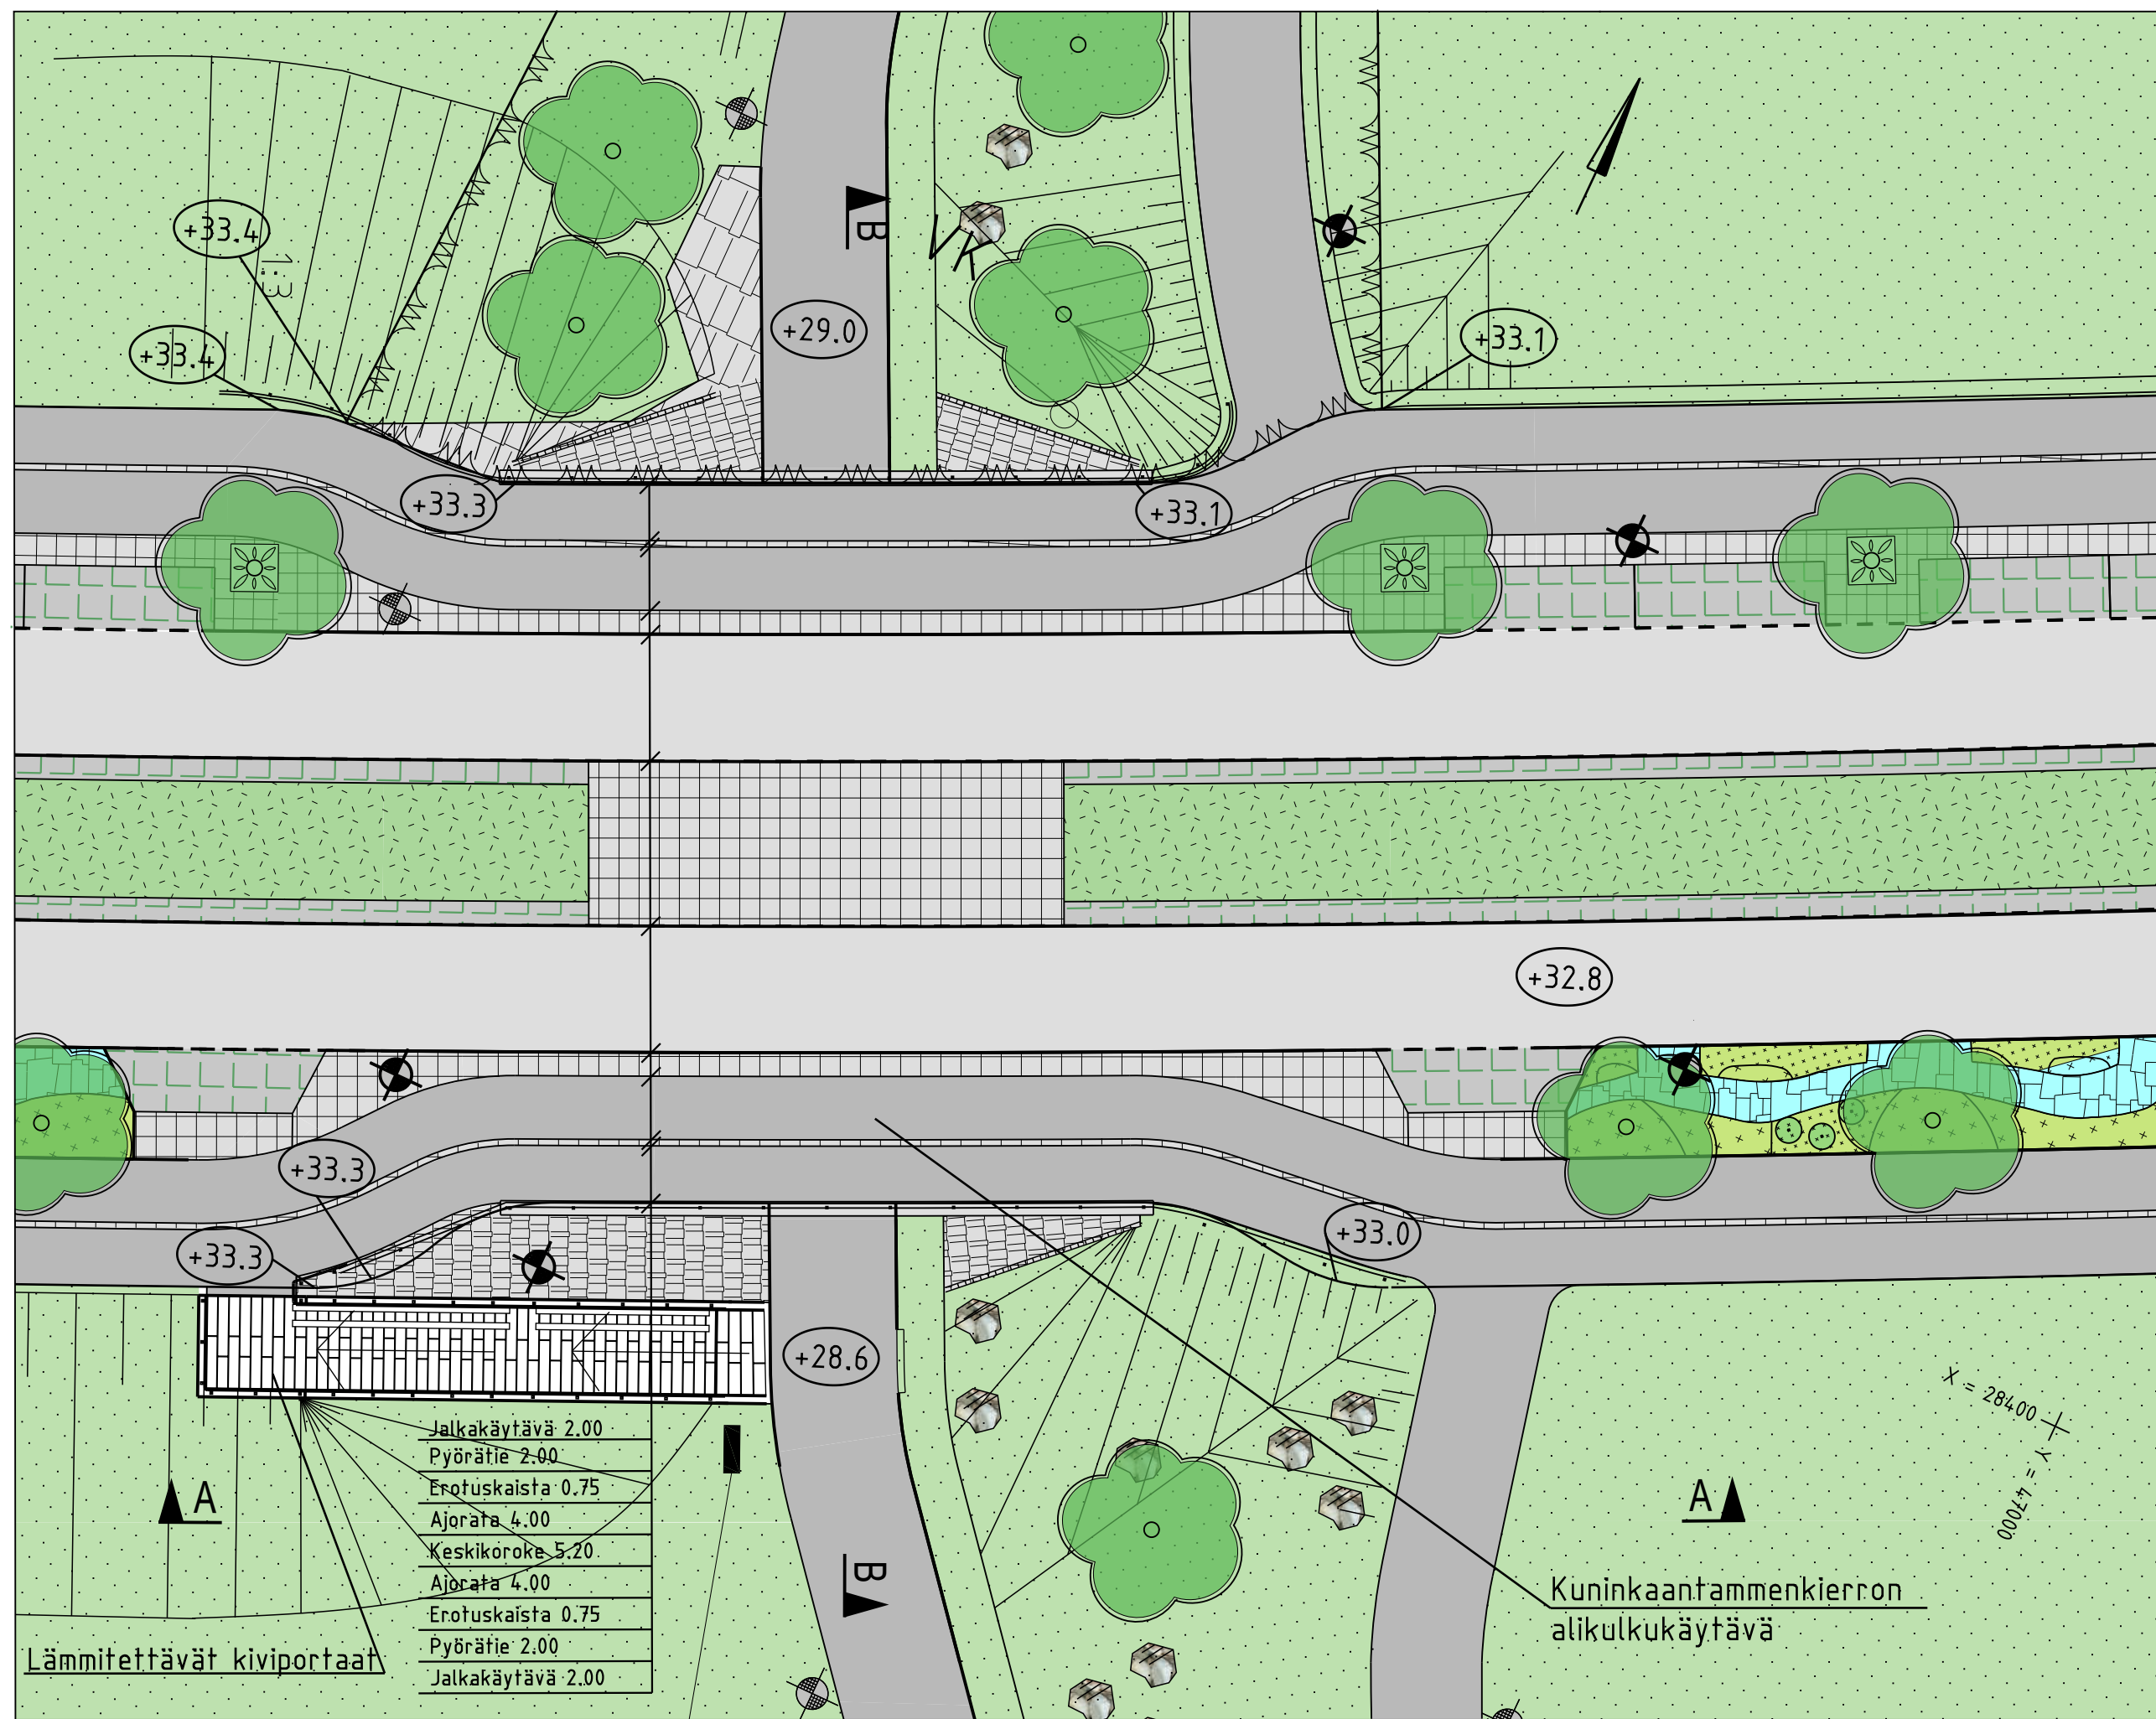 +33.4
1:3
B
+29.0
+33.4
+33.1
+33.3
+33.1
+32.8
+33.3
+33.3
+33.0
+28.6
X = 28400
Y = 47000
Jalkakäytävä 2.00
Pyörätie 2.00
Erotuskaista 0.75
Ajorata 4.00
Keskikoroke 5.20
Ajorata 4.00
Erotuskaista 0.75
Pyörätie 2.00
Jalkakäytävä 2.00
A
A
B
Kuninkaantammenkierron
alikulkukäytävä
Lämmitettävät kiviportaat